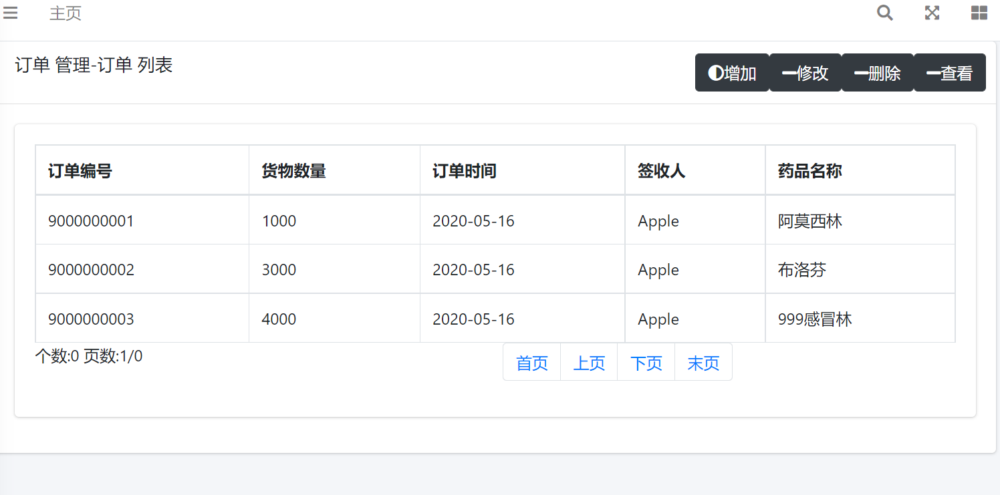 主页
订单 管理-订单 列表
增加 修改 删除 查看
订单编号 货物数量 订单时间 签收人 药品名称
9000000001 1000 2020-05-16 Apple 阿莫西林
9000000002 3000 2020-05-16 Apple 布洛芬
9000000003 4000 2020-05-16 Apple 999感冒林
个数:0 页数:1/0 首页 上页 下页 末页